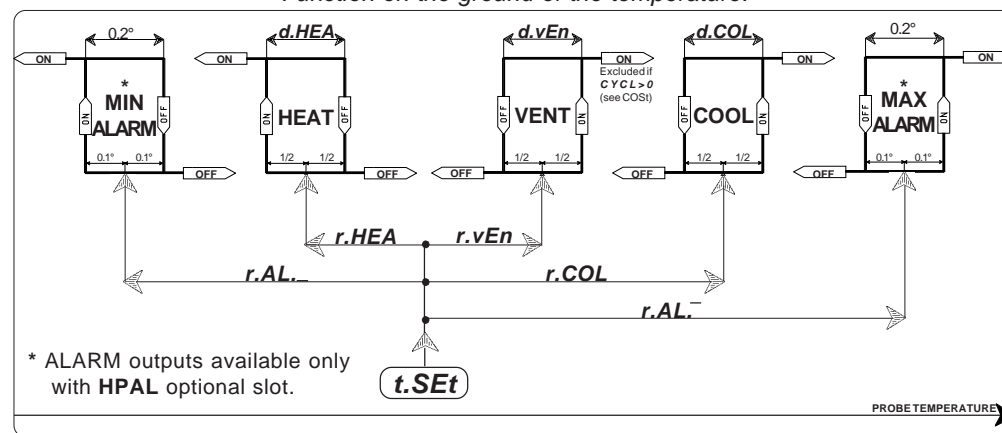 Function on the ground of the temperature.
0.2° d.HEA d.vEn d.COL 0.2°
ON ON ON ON ON
Excluded if
CYCL>0
(see COSt)
ON * MIN ALARM OFF
ON HEAT OFF
OFF VENT ON
OFF COOL ON
OFF * MAX ALARM ON
0.1° 0.1° 1/2 1/2 1/2 1/2 1/2 1/2 0.1° 0.1°
OFF OFF OFF OFF OFF
r.HEA r.vEn
r.AL._ r.COL
r.AL.¯
* ALARM outputs available only
with HPAL optional slot.
t.SEt
PROBE TEMPERATURE